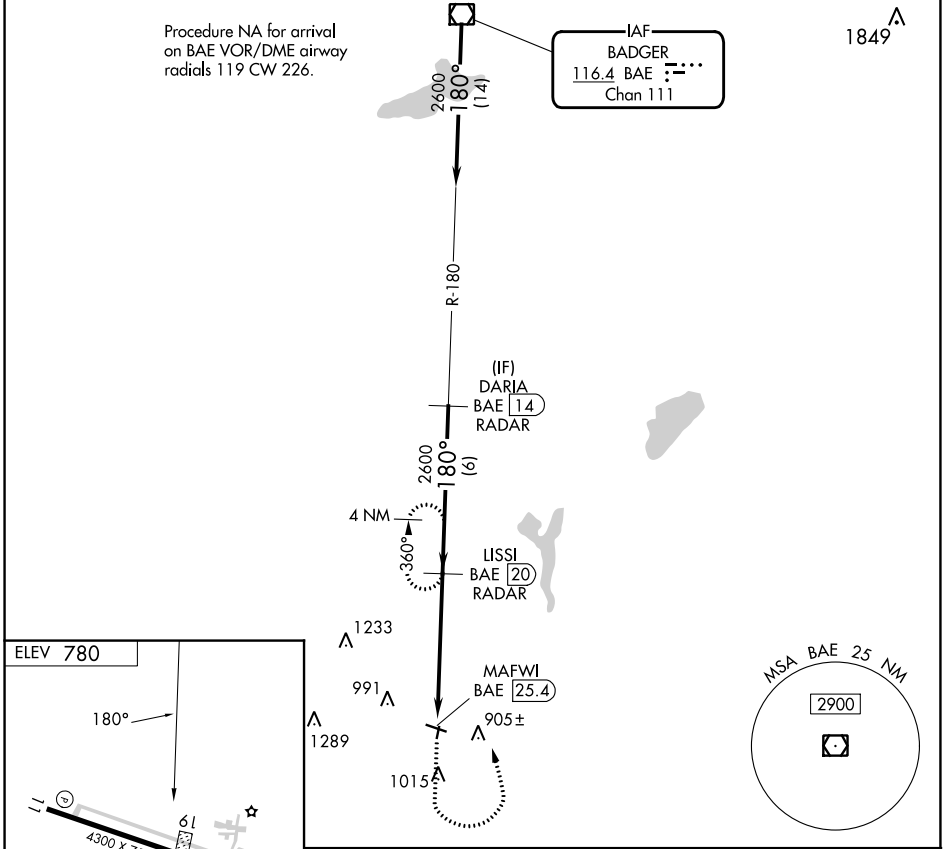 Procedure NA for arrival
on BAE VOR/DME airway
radials 119 CW 226.
IAF
BADGER
116.4 BAE
Chan 111
1849
2600
180°
(14)
R-180
(IF)
DARIA
BAE 14
RADAR
2600
180°
(6)
4 NM
360°
LISSI
BAE 20
RADAR
1233
991
1289
MAFWI
BAE 25.4
905±
1015
MSA BAE 25 NM
2900
ELEV 780
180°
11
P
19
4300 X